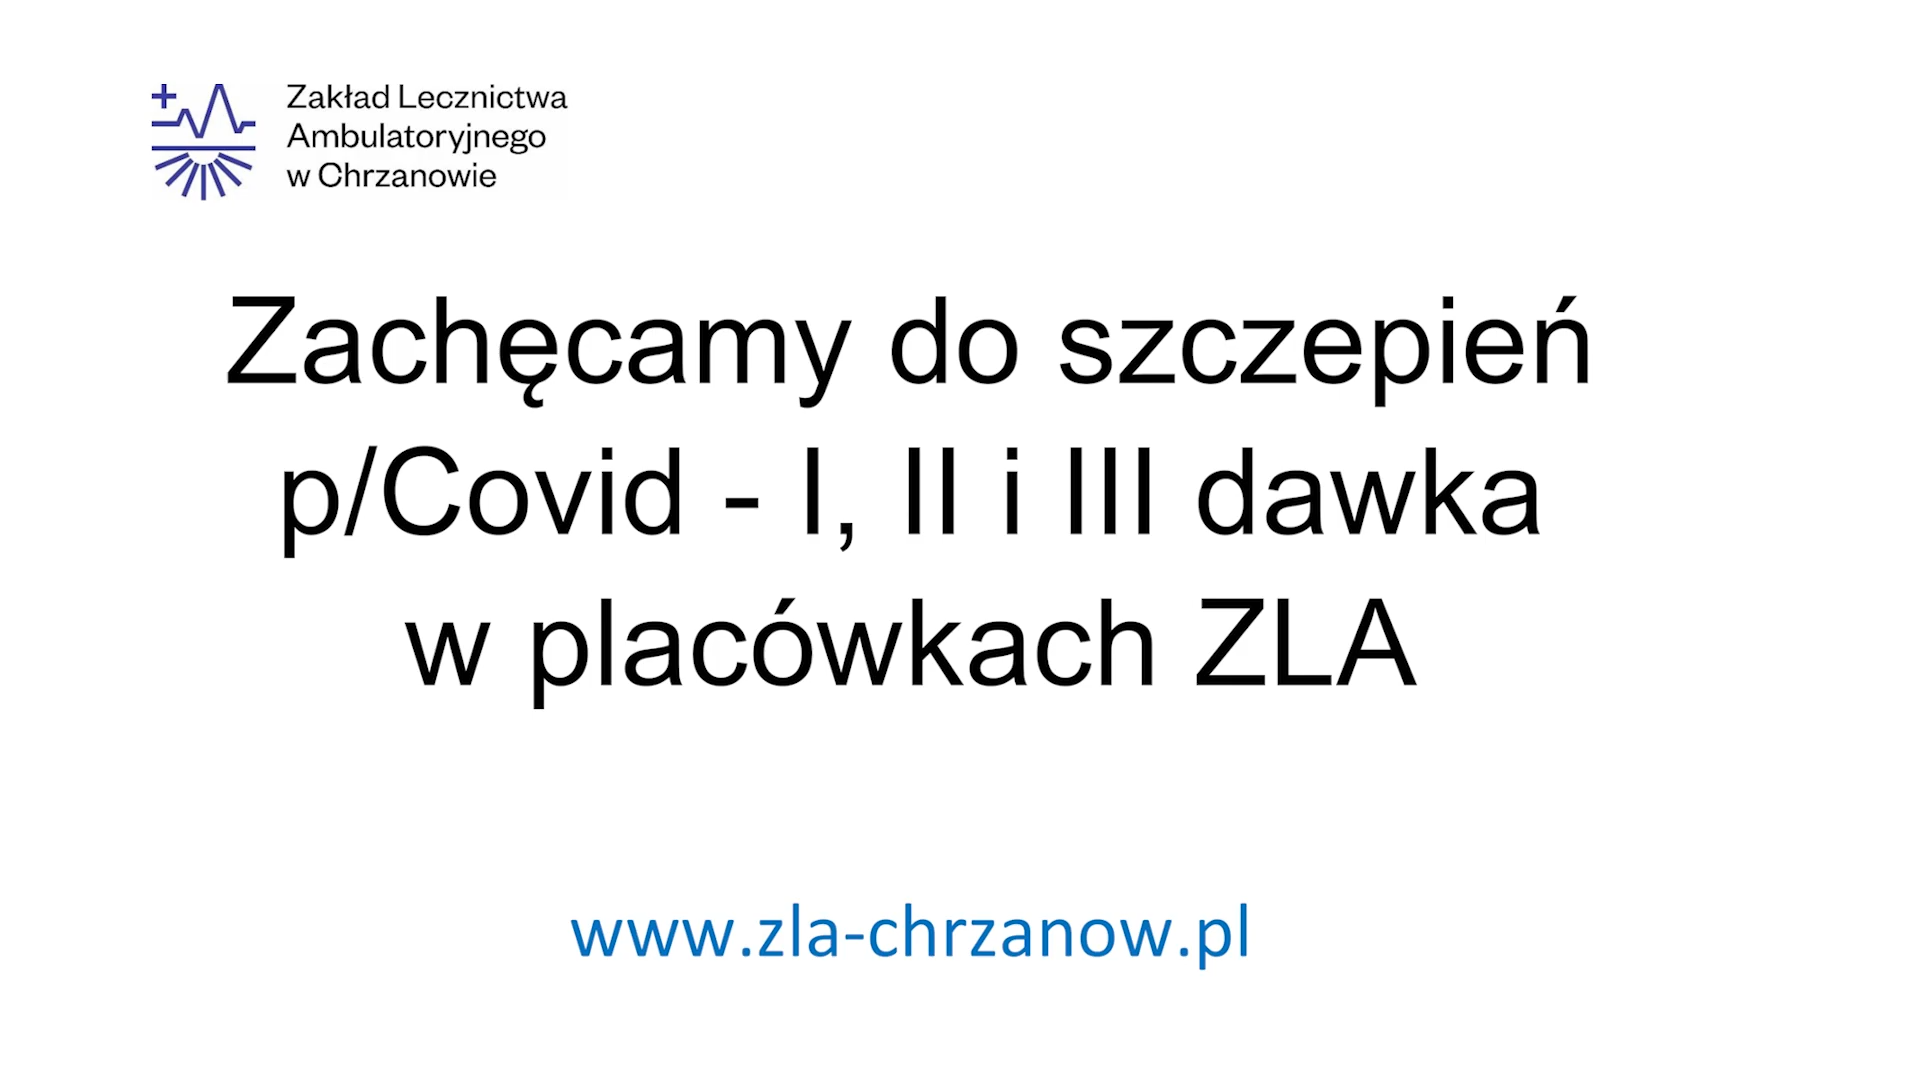 Zakład Lecznictwa
Ambulatoryjnego
w Chrzanowie
Zachęcamy do szczepień
p/Covid - I, II i III dawka
w placówkach ZLA
www.zla-chrzanow.pl